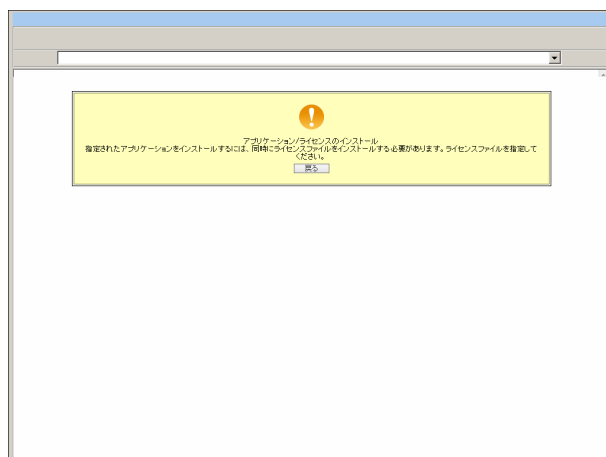 アプリケーション/ライセンスのインストール
指定されたアプリケーションをインストールするには、同時にライセンスファイルをインストールする必要があります。ライセンスファイルを指定して
ください。
戻る